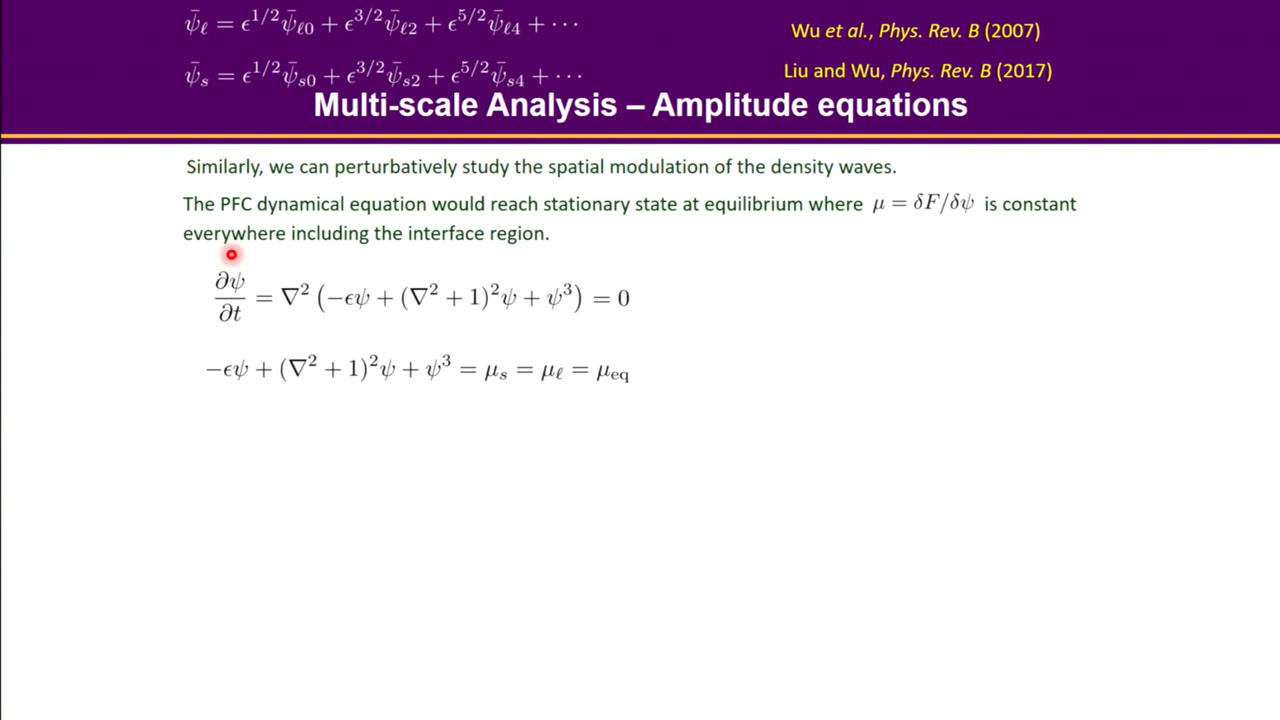 ψ̄_ℓ = ϵ^{1/2}ψ̄_{ℓ0} + ϵ^{3/2}ψ̄_{ℓ2} + ϵ^{5/2}ψ̄_{ℓ4} + ⋯
Wu et al., Phys. Rev. B (2007)
ψ̄_s = ϵ^{1/2}ψ̄_{s0} + ϵ^{3/2}ψ̄_{s2} + ϵ^{5/2}ψ̄_{s4} + ⋯
Liu and Wu, Phys. Rev. B (2017)
Multi-scale Analysis – Amplitude equations
Similarly, we can perturbatively study the spatial modulation of the density waves.
The PFC dynamical equation would reach stationary state at equilibrium where μ = δF/δψ is constant
everywhere including the interface region.
∂ψ/∂t = ∇²(−ϵψ + (∇² + 1)²ψ + ψ³) = 0
−ϵψ + (∇² + 1)²ψ + ψ³ = μ_s = μ_ℓ = μ_eq